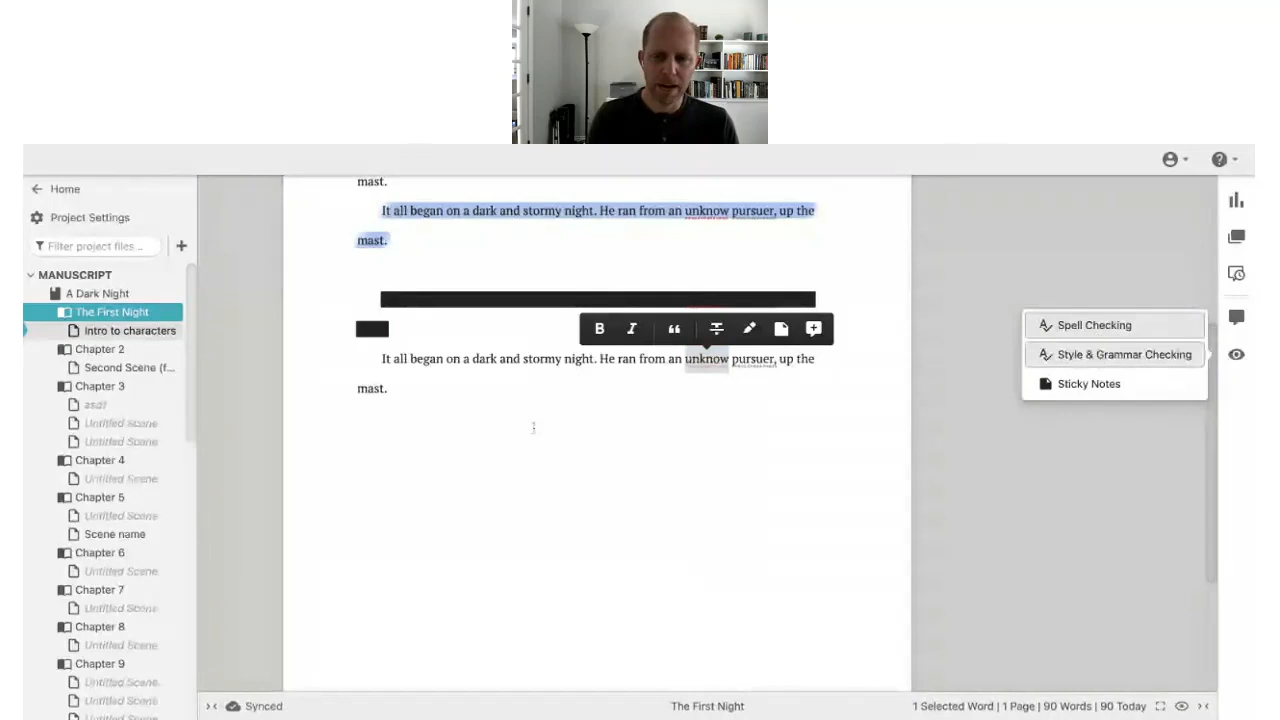 Home
Project Settings
Filter project files ...
MANUSCRIPT
A Dark Night
The First Night
Intro to characters
Chapter 2
Second Scene (f...
Chapter 3
asdf
Untitled Scene
Untitled Scene
Chapter 4
Untitled Scene
Chapter 5
Untitled Scene
Scene name
Chapter 6
Untitled Scene
Chapter 7
Untitled Scene
Chapter 8
Untitled Scene
Chapter 9
Untitled Scene
Untitled Scene
mast.
It all began on a dark and stormy night. He ran from an unknow pursuer, up the
mast.
B I
It all began on a dark and stormy night. He ran from an unknow pursuer, up the
mast.
Spell Checking
Style & Grammar Checking
Sticky Notes
Synced
The First Night
1 Selected Word | 1 Page | 90 Words | 90 Today